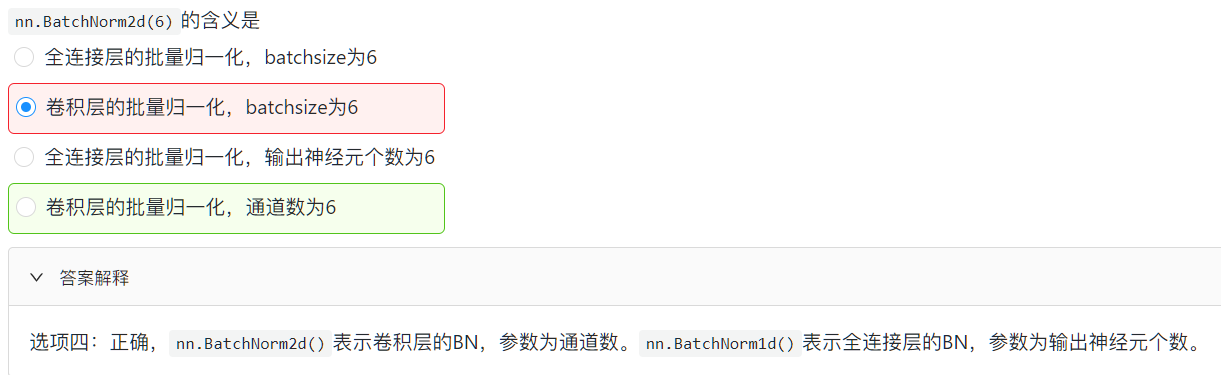 nn.BatchNorm2d(6)的含义是
全连接层的批量归一化，batchsize为6
卷积层的批量归一化，batchsize为6
全连接层的批量归一化，输出神经元个数为6
卷积层的批量归一化，通道数为6
答案解释
选项四：正确，nn.BatchNorm2d()表示卷积层的BN，参数为通道数。nn.BatchNorm1d()表示全连接层的BN，参数为输出神经元个数。